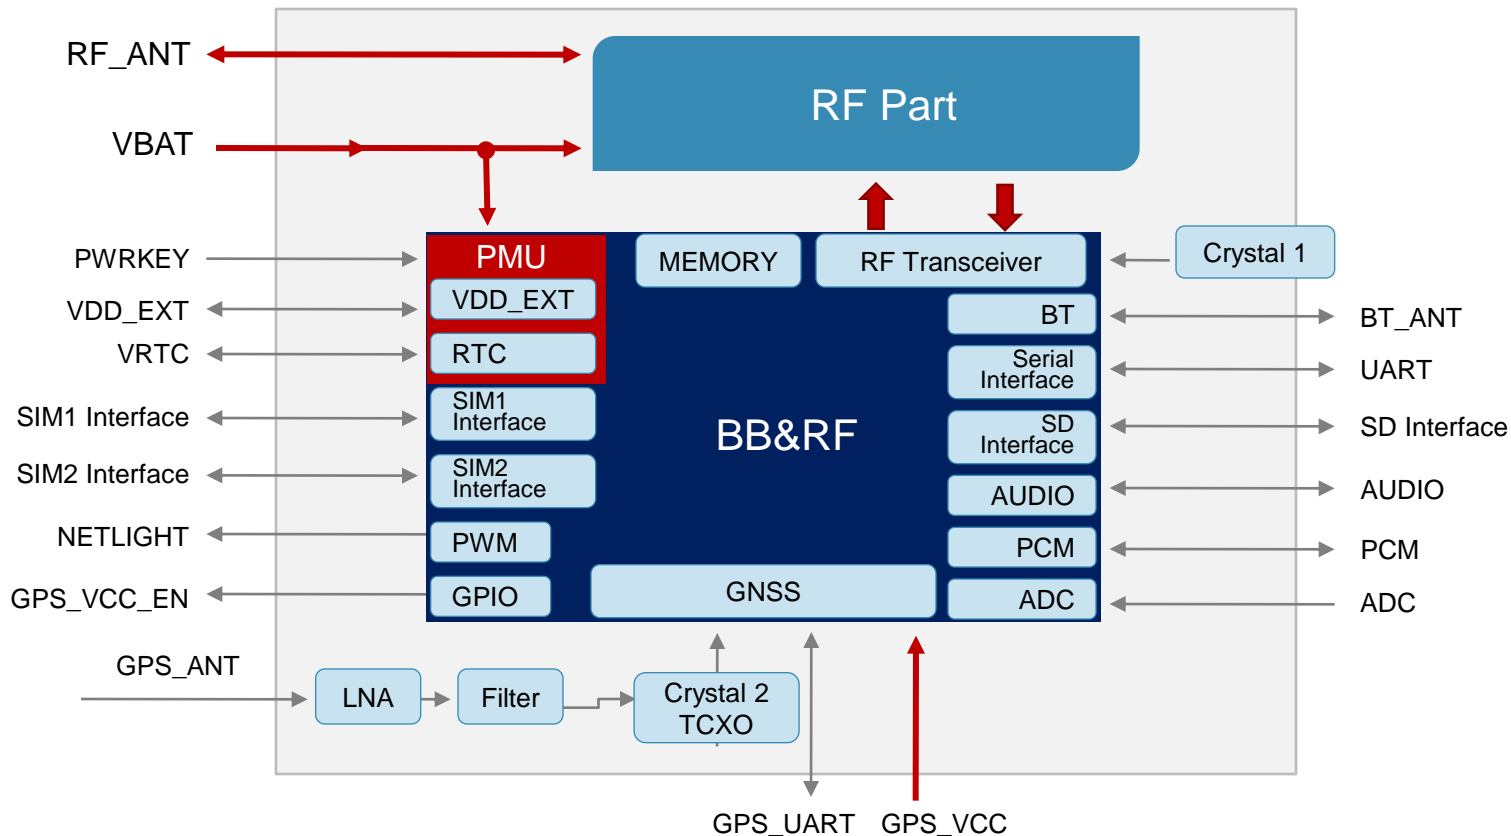 RF_ANT
RF Part
VBAT
PWRKEY
PMU
MEMORY
RF Transceiver
Crystal 1
VDD_EXT
VDD_EXT
BT
BT_ANT
VRTC
RTC
Serial
Interface
UART
SIM1 Interface
SIM1
Interface
BB&RF
SD
Interface
SD Interface
SIM2 Interface
SIM2
Interface
AUDIO
AUDIO
NETLIGHT
PWM
PCM
PCM
GPS_VCC_EN
GPIO
GNSS
ADC
ADC
GPS_ANT
LNA
Filter
Crystal 2
TCXO
GPS_UART
GPS_VCC